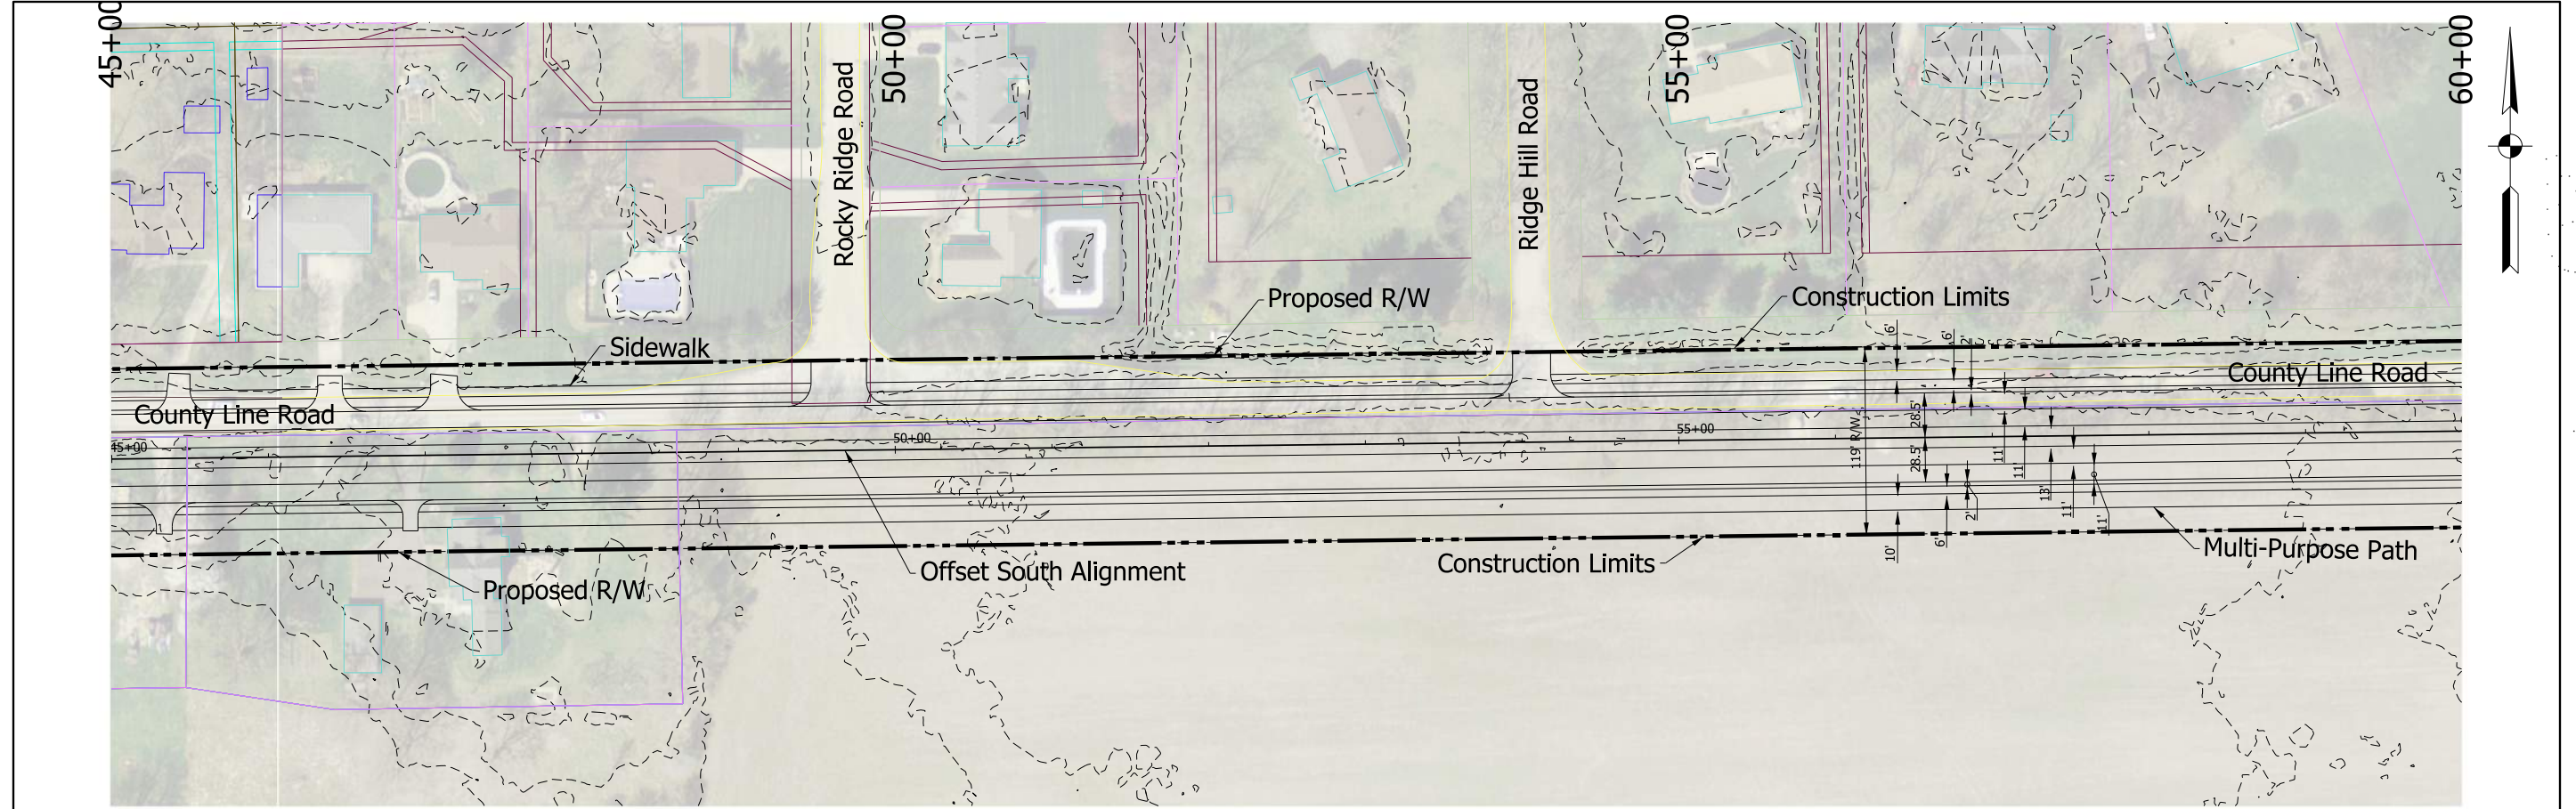 45+00
50+00
55+00
60+00
Rocky Ridge Road
Ridge Hill Road
Proposed R/W
Construction Limits
Sidewalk
6'
6'
2'
County Line Road
County Line Road
45+00
50+00
55+00
119' R/W
28.5'
28.5'
11'
11'
13'
11'
11'
2'
6'
10'
Proposed R/W
Offset South Alignment
Construction Limits
Multi-Purpose Path